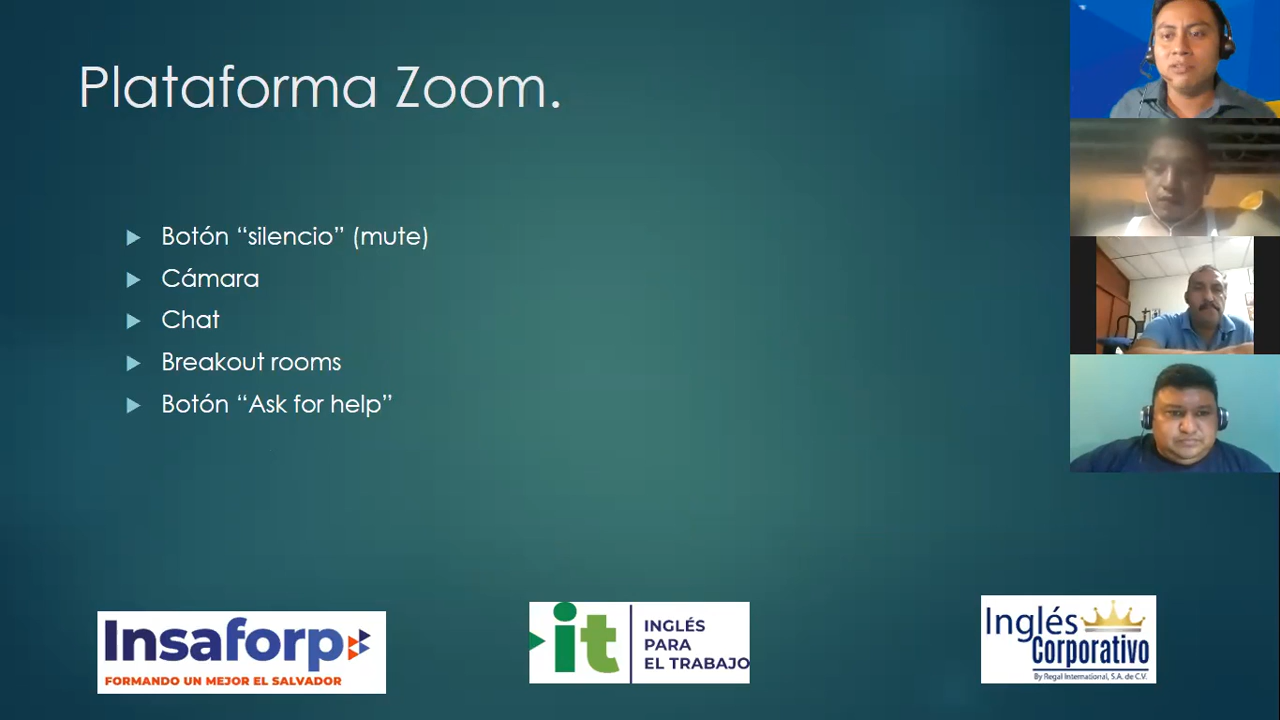 Plataforma Zoom.
Botón “silencio” (mute)
Cámara
Chat
Breakout rooms
Botón “Ask for help”
Insaforp
FORMANDO UN MEJOR EL SALVADOR
it
INGLÉS
PARA
EL TRABAJO
Inglés
Corporativo
By Regal International, S.A. de C.V.